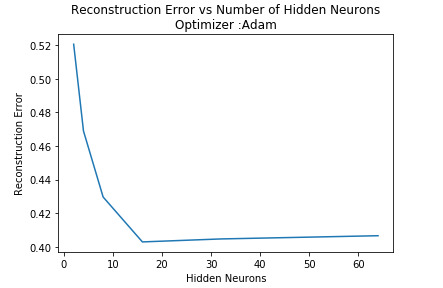 Reconstruction Error vs Number of Hidden Neurons
Optimizer :Adam
Reconstruction Error
0.52
0.50
0.48
0.46
0.44
0.42
0.40
0 10 20 30 40 50 60
Hidden Neurons